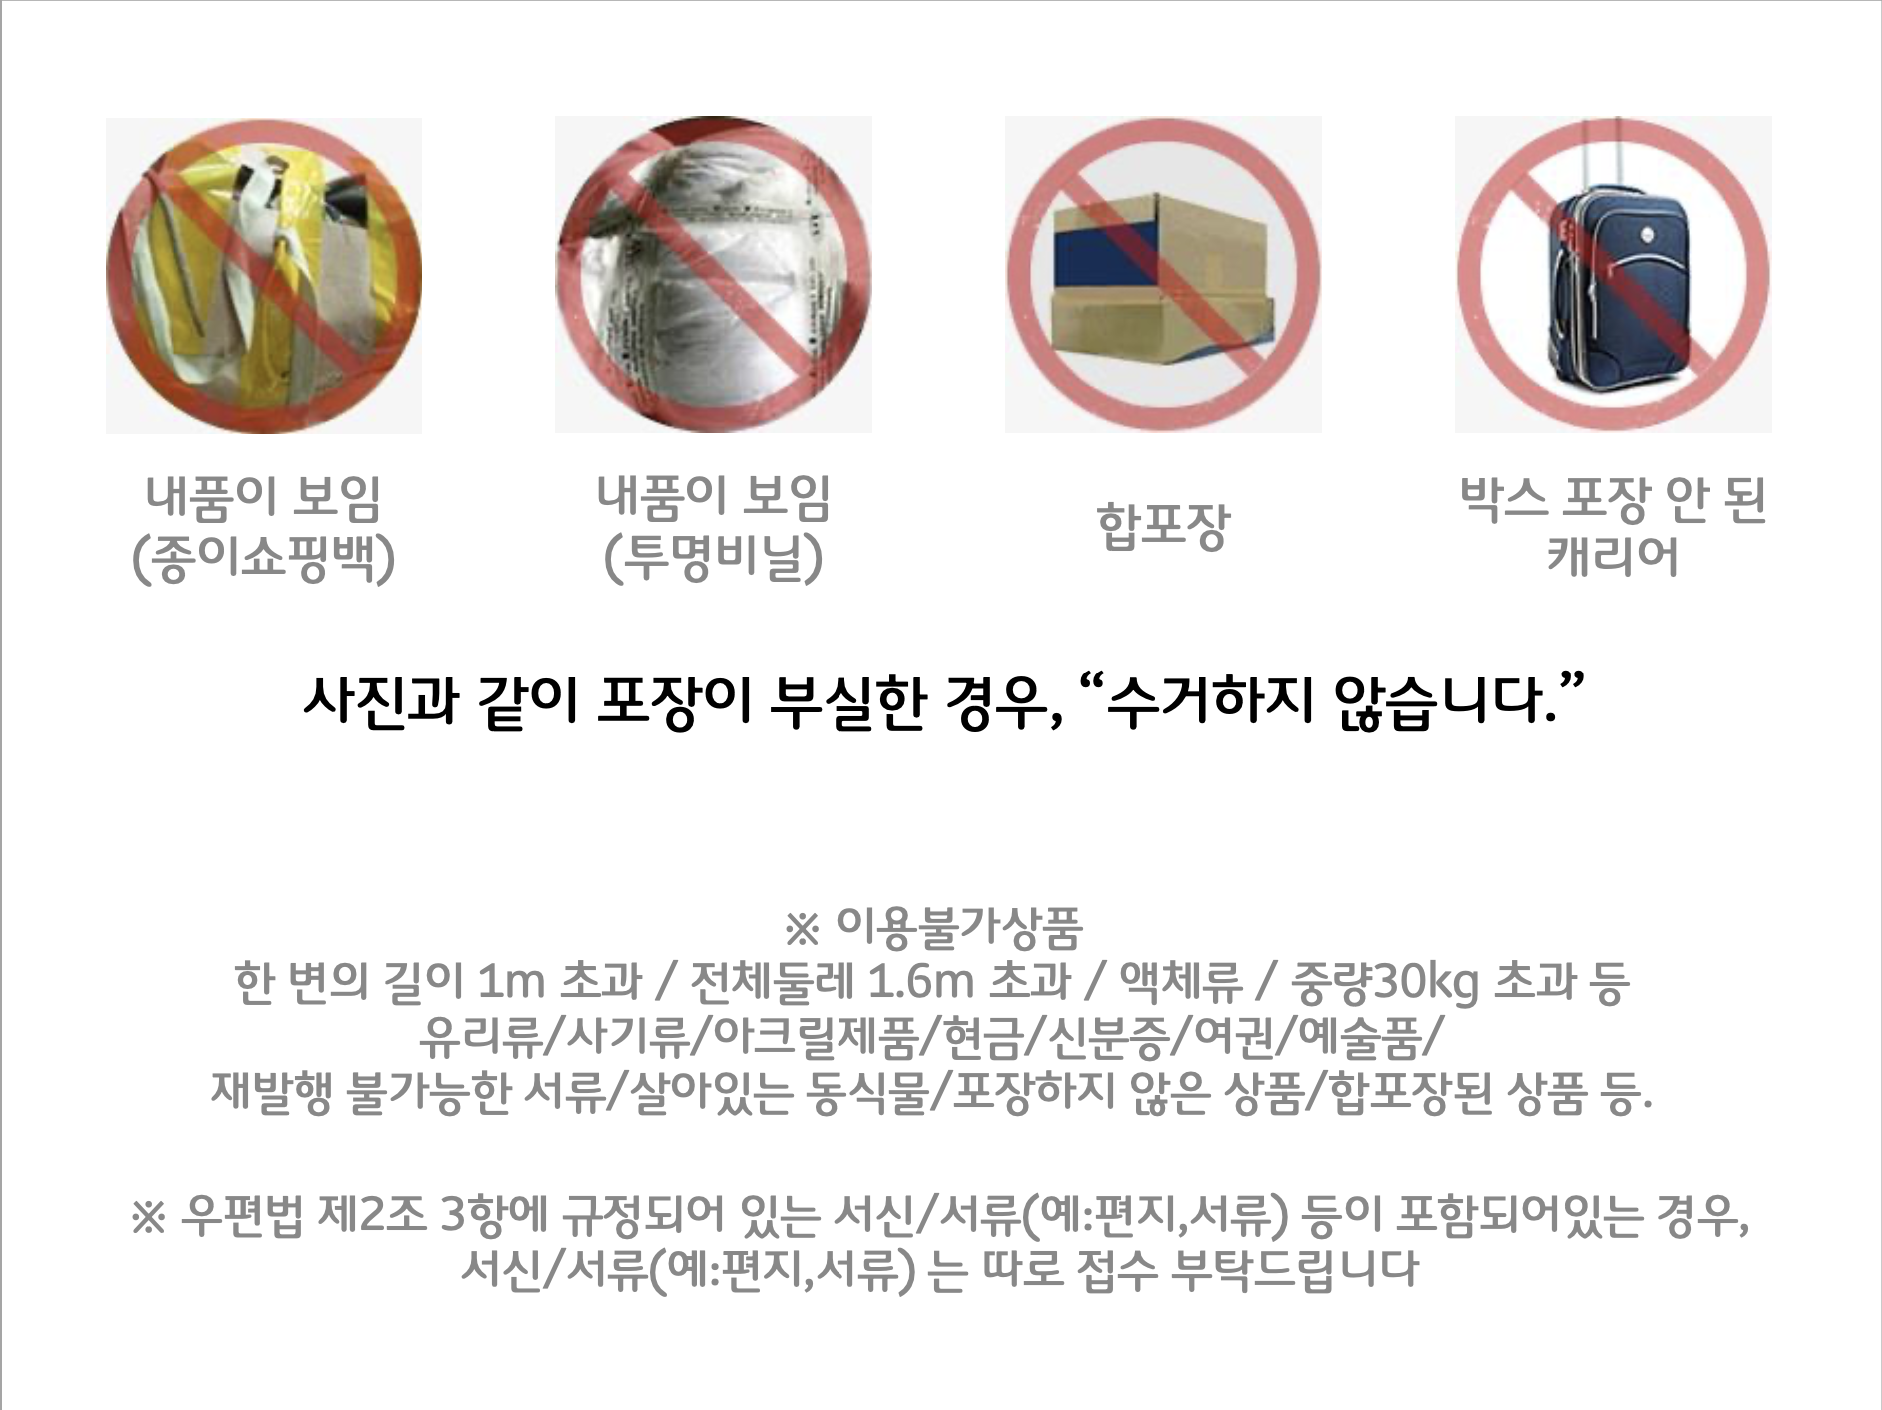 내품이 보임
(종이쇼핑백)
내품이 보임
(투명비닐)
합포장
박스 포장 안 된
캐리어
사진과 같이 포장이 부실한 경우, “수거하지 않습니다.”
※ 이용불가상품
한 변의 길이 1m 초과 / 전체둘레 1.6m 초과 / 액체류 / 중량30kg 초과 등
유리류/사기류/아크릴제품/현금/신분증/여권/예술품/
재발행 불가능한 서류/살아있는 동식물/포장하지 않은 상품/합포장된 상품 등.
※ 우편법 제2조 3항에 규정되어 있는 서신/서류(예:편지,서류) 등이 포함되어있는 경우,
서신/서류(예:편지,서류) 는 따로 접수 부탁드립니다